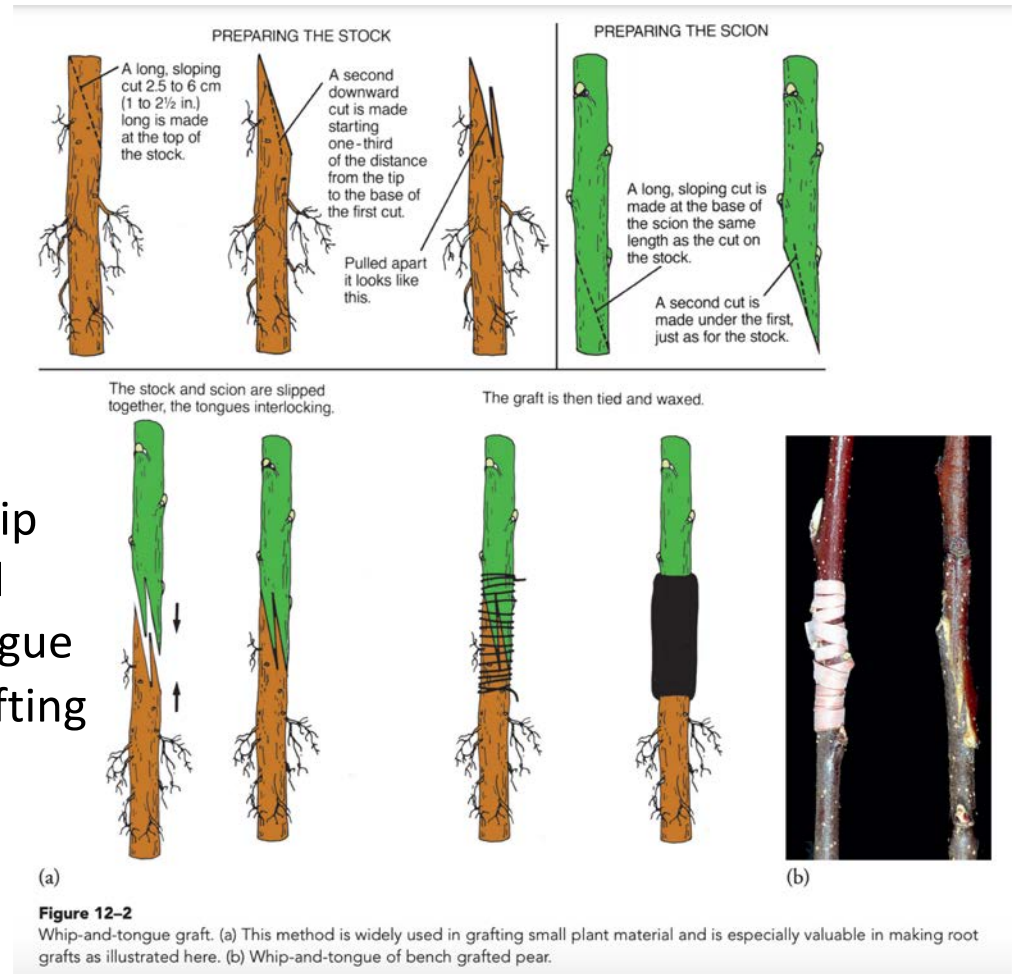 PREPARING THE STOCK
A long, sloping
cut 2.5 to 6 cm
(1 to 2½ in.)
long is made
at the top of
the stock.
A second
downward
cut is made
starting
one-third
of the distance
from the tip
to the base of
the first cut.
Pulled apart
it looks like
this.
PREPARING THE SCION
A long, sloping cut is
made at the base of
the scion the same
length as the cut on
the stock.
A second cut is
made under the first,
just as for the stock.
The stock and scion are slipped
together, the tongues interlocking.
The graft is then tied and waxed.
ip
gue
fting
(a)
(b)
Figure 12–2
Whip-and-tongue graft. (a) This method is widely used in grafting small plant material and is especially valuable in making root
grafts as illustrated here. (b) Whip-and-tongue of bench grafted pear.